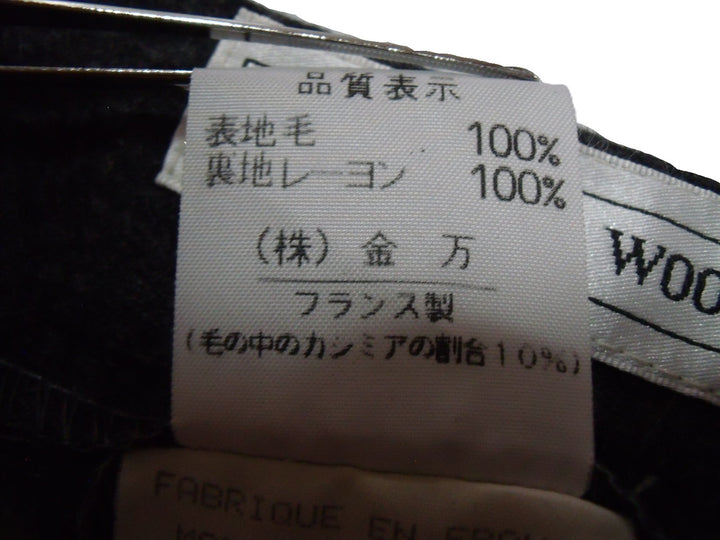 品質表示
表地毛 100%
裏地レーヨン 100%
(株) 金 万
フランス製
(毛の中のカシミアの割合10%)
WOO
FABRIQUE EN FRAN